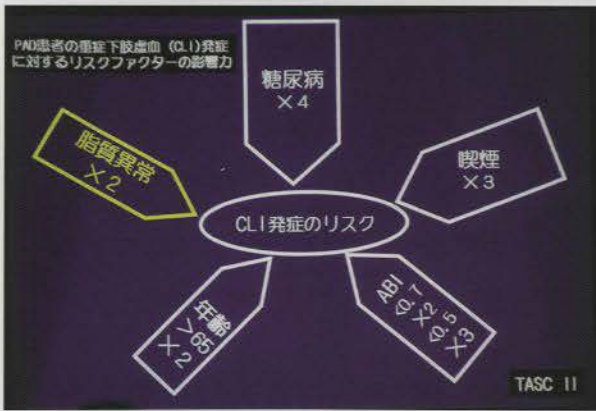 PAD患者の重症下肢虚血(CLI)発症
に対するリスクファクターの影響力
糖尿病
×4
脂質異常
×2
喫煙
×3
CLI発症のリスク
年齢
>65
×2
ABI
<0.7
×2
<0.5
×3
TASC II